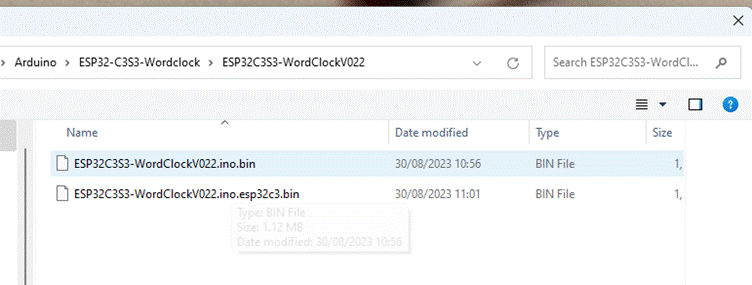 Arduino > ESP32-C3S3-Wordclock > ESP32C3S3-WordClockV022
Search ESP32C3S3-WordCl...
Name Date modified Type Size
ESP32C3S3-WordClockV022.ino.bin 30/08/2023 10:56 BIN File 1,
ESP32C3S3-WordClockV022.ino.esp32c3.bin 30/08/2023 11:01 BIN File 1,
Type: BIN File
Size: 1.12 MB
Date modified: 30/08/2023 10:56